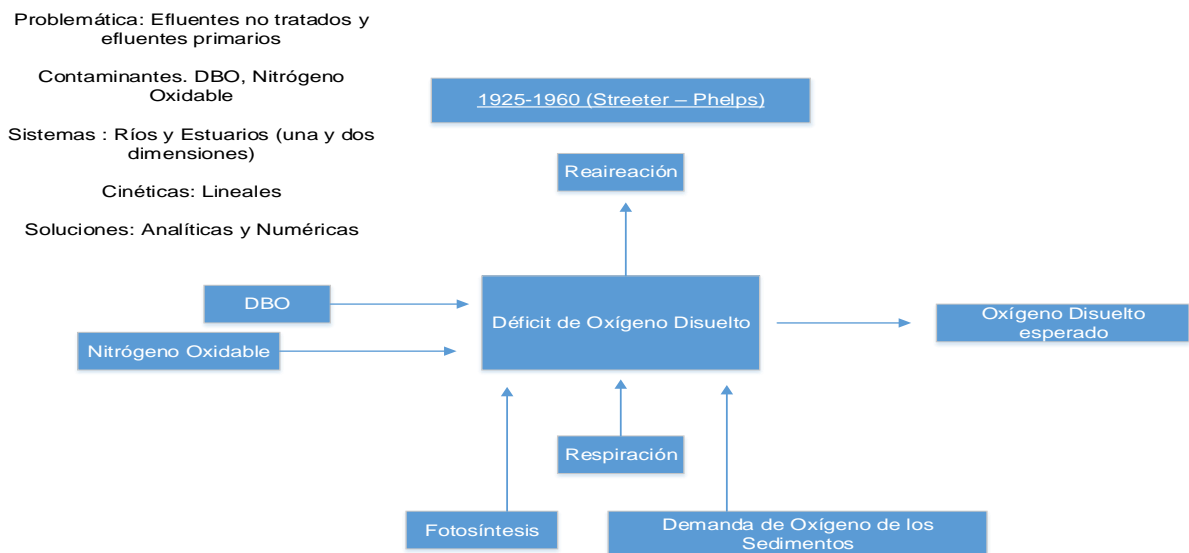 Problemática: Efluentes no tratados y
efluentes primarios
Contaminantes. DBO, Nitrógeno
Oxidable
Sistemas : Ríos y Estuarios (una y dos
dimensiones)
Cinéticas: Lineales
Soluciones: Analíticas y Numéricas
1925-1960 (Streeter – Phelps)
Reaireación
DBO
Nitrógeno Oxidable
Déficit de Oxígeno Disuelto
Oxígeno Disuelto
esperado
Respiración
Fotosíntesis
Demanda de Oxígeno de los
Sedimentos